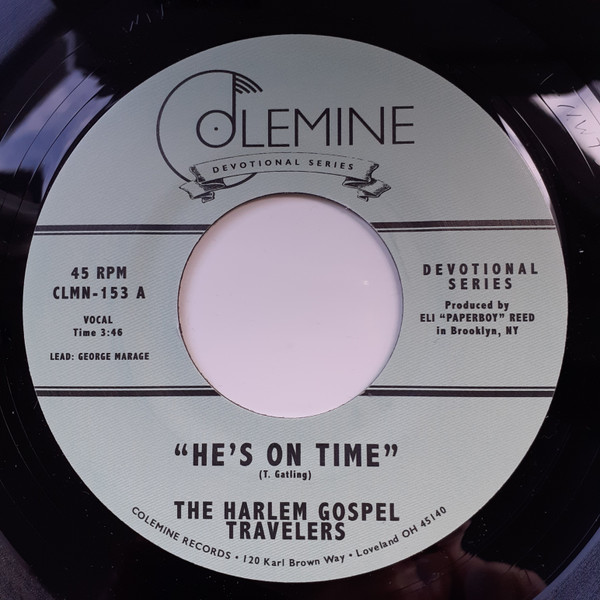 COLEMINE
DEVOTIONAL SERIES
45 RPM
CLMN-153 A
VOCAL
Time 3:46
LEAD: GEORGE MARAGE
DEVOTIONAL
SERIES
Produced by
ELI "PAPERBOY" REED
in Brooklyn, NY
"HE'S ON TIME"
(T. Gatling)
THE HARLEM GOSPEL
TRAVELERS
COLEMINE RECORDS • 120 Karl Brown Way • Loveland OH 45140